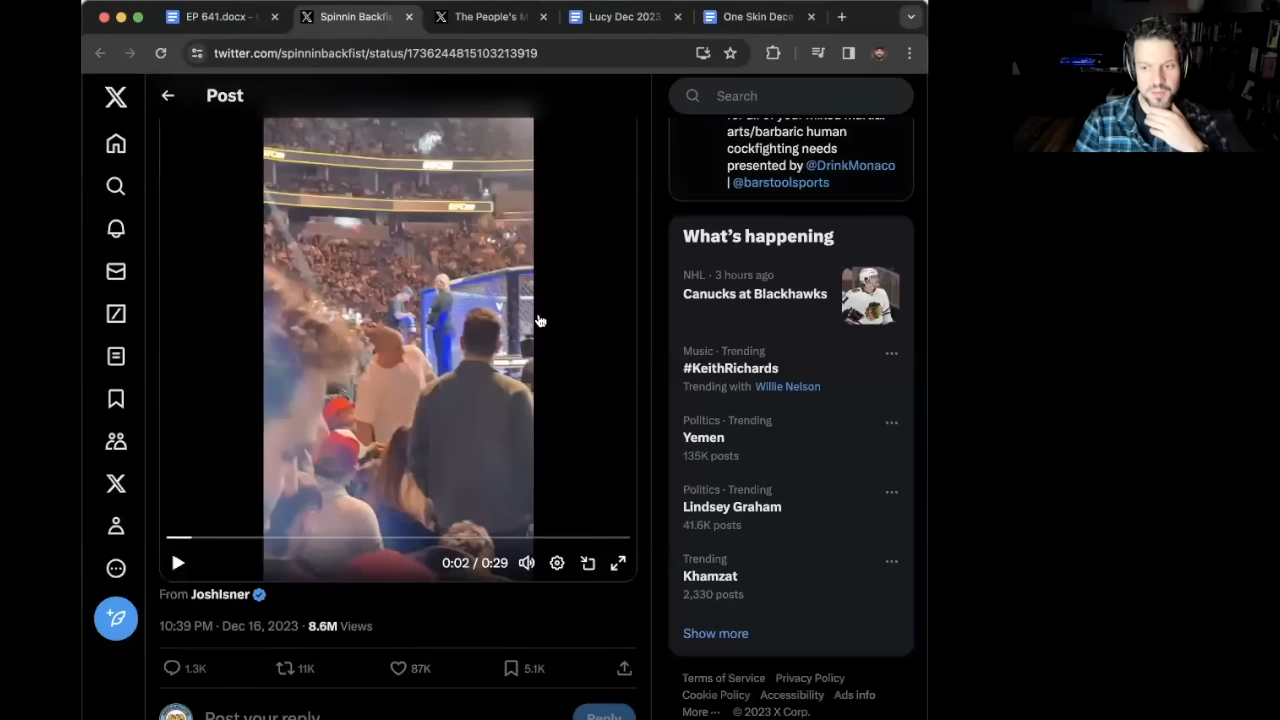 EP 641.docx -
Spinnin Backfis
The People's M
Lucy Dec 2023
One Skin Dece
twitter.com/spinninbackfist/status/1736244815103213919
Post
Search
arts/barbaric human
cockfighting needs
presented by @DrinkMonaco
| @barstoolsports
What's happening
NHL · 3 hours ago
Canucks at Blackhawks
Music · Trending
#KeithRichards
Trending with Willie Nelson
Politics · Trending
Yemen
135K posts
Politics · Trending
Lindsey Graham
41.6K posts
Trending
Khamzat
2,330 posts
Show more
0:02 / 0:29
From JoshIsner
10:39 PM · Dec 16, 2023 · 8.6M Views
1.3K
11K
87K
5.1K
Post your reply
Reply
Terms of Service Privacy Policy
Cookie Policy Accessibility Ads info
More ··· © 2023 X Corp.